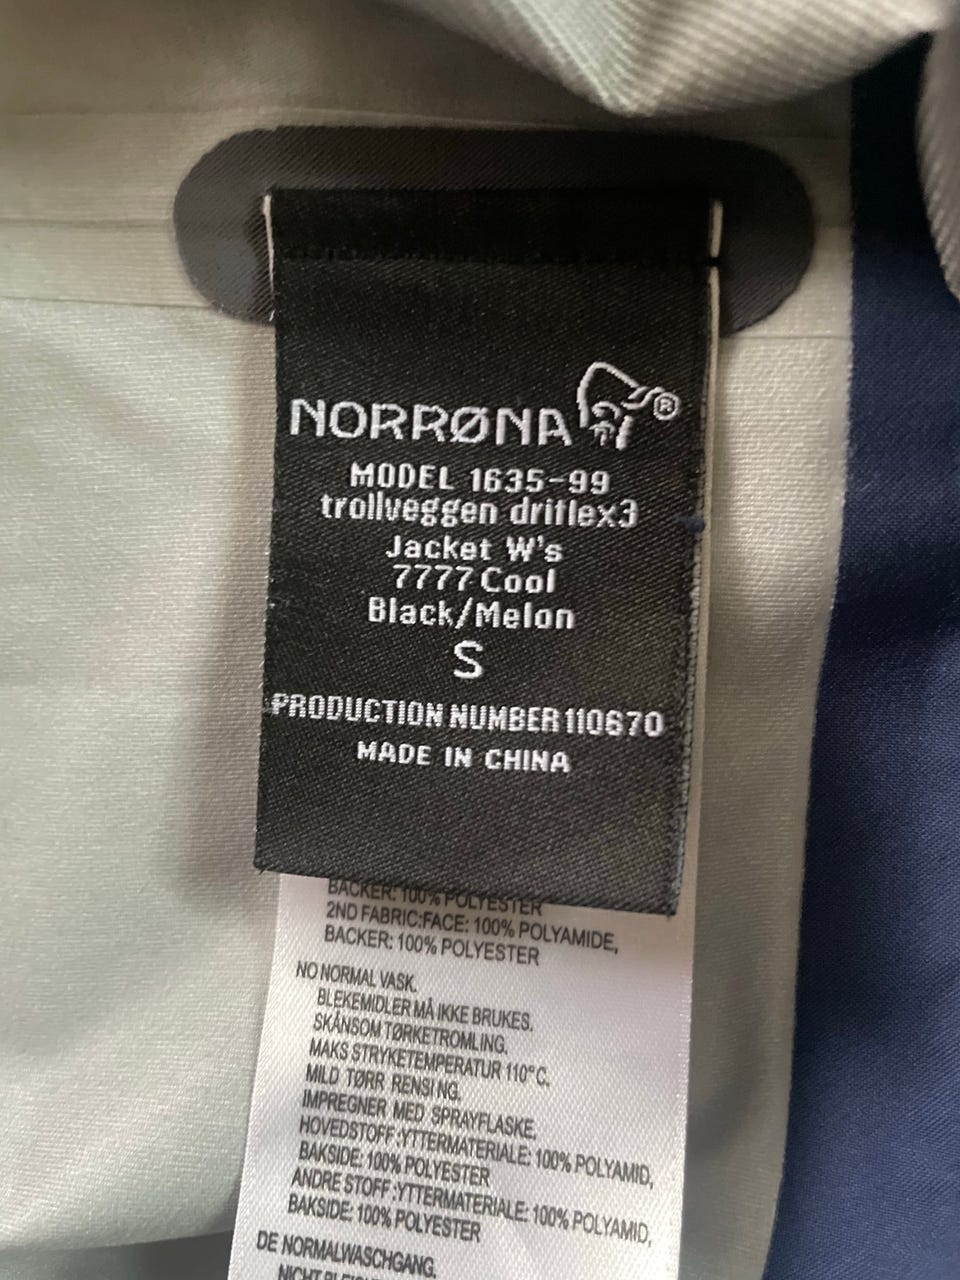 NORRØNA®
MODEL 1635-99
trollveggen driflex3
Jacket W's
7777 Cool
Black/Melon
S
PRODUCTION NUMBER 110670
MADE IN CHINA
BACKER: 100% POLYESTER
2ND FABRIC:FACE: 100% POLYAMIDE,
BACKER: 100% POLYESTER
NO NORMAL VASK.
BLEKEMIDLER MÅ IKKE BRUKES.
SKÅNSOM TØRKETROMLING.
MAKS STRYKETEMPERATUR 110°C.
MILD TØRR RENSING.
IMPREGNER MED SPRAYFLASKE.
HOVEDSTOFF:YTTERMATERIALE: 100% POLYAMID,
BAKSIDE: 100% POLYESTER
ANDRE STOFF:YTTERMATERIALE: 100% POLYAMID,
BAKSIDE: 100% POLYESTER
DE NORMALWASCHGANG.
NICHT